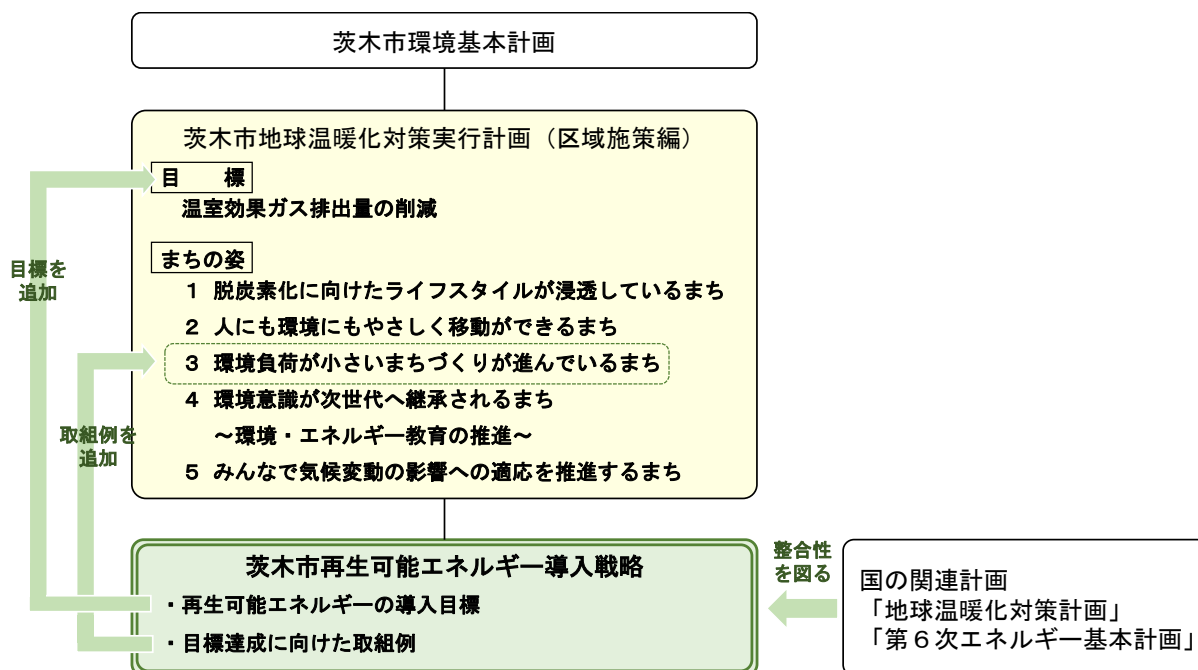 茨木市環境基本計画
茨木市地球温暖化対策実行計画（区域施策編）
目　標
温室効果ガス排出量の削減
まちの姿
１ 脱炭素化に向けたライフスタイルが浸透しているまち
２ 人にも環境にもやさしく移動ができるまち
３ 環境負荷が小さいまちづくりが進んでいるまち
４ 環境意識が次世代へ継承されるまち
～環境・エネルギー教育の推進～
５ みんなで気候変動の影響への適応を推進するまち
目標を
追加
取組例を
追加
茨木市再生可能エネルギー導入戦略
・再生可能エネルギーの導入目標
・目標達成に向けた取組例
整合性
を図る
国の関連計画
「地球温暖化対策計画」
「第６次エネルギー基本計画」